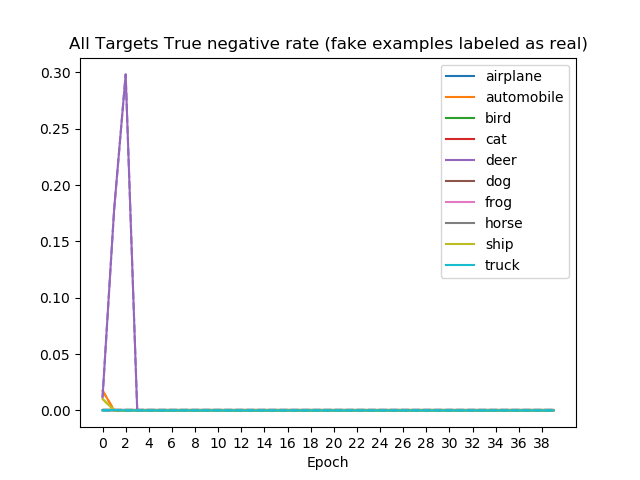 All Targets True negative rate (fake examples labeled as real)
0.30
0.25
0.20
0.15
0.10
0.05
0.00
airplane
automobile
bird
cat
deer
dog
frog
horse
ship
truck
0 2 4 6 8 10 12 14 16 18 20 22 24 26 28 30 32 34 36 38
Epoch